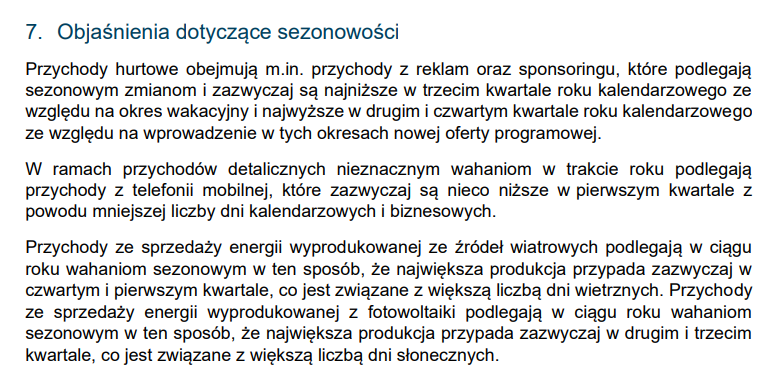 7. Objaśnienia dotyczące sezonowości
Przychody hurtowe obejmują m.in. przychody z reklam oraz sponsoringu, które podlegają
sezonowym zmianom i zazwyczaj są najniższe w trzecim kwartale roku kalendarzowego ze
względu na okres wakacyjny i najwyższe w drugim i czwartym kwartale roku kalendarzowego
ze względu na wprowadzenie w tych okresach nowej oferty programowej.
W ramach przychodów detalicznych nieznacznym wahaniom w trakcie roku podlegają
przychody z telefonii mobilnej, które zazwyczaj są nieco niższe w pierwszym kwartale z
powodu mniejszej liczby dni kalendarzowych i biznesowych.
Przychody ze sprzedaży energii wyprodukowanej ze źródeł wiatrowych podlegają w ciągu
roku wahaniom sezonowym w ten sposób, że największa produkcja przypada zazwyczaj w
czwartym i pierwszym kwartale, co jest związane z większą liczbą dni wietrznych. Przychody
ze sprzedaży energii wyprodukowanej z fotowoltaiki podlegają w ciągu roku wahaniom
sezonowym w ten sposób, że największa produkcja przypada zazwyczaj w drugim i trzecim
kwartale, co jest związane z większą liczbą dni słonecznych.